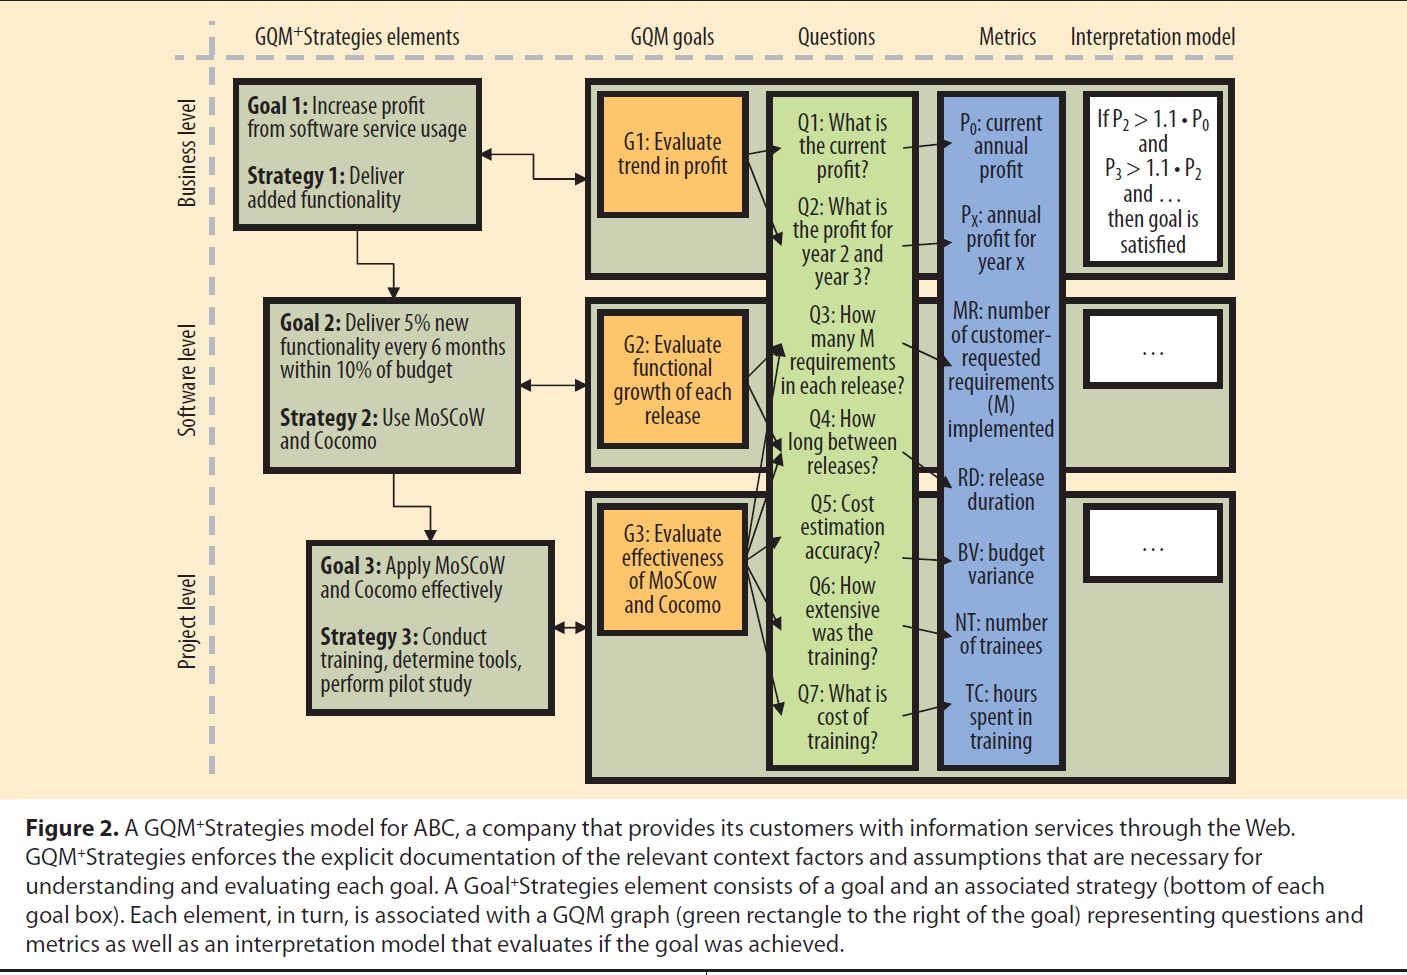 GQM+Strategies elements
GQM goals
Questions
Metrics
Interpretation model
Business level
Goal 1: Increase profit
from software service usage
Strategy 1: Deliver
added functionality
G1: Evaluate
trend in profit
Q1: What is
the current
profit?
Q2: What is
the profit for
year 2 and
year 3?
P0: current
annual
profit
PX: annual
profit for
year x
If P2 > 1.1 • P0
and
P3 > 1.1 • P2
and ...
then goal is
satisfied
Software level
Goal 2: Deliver 5% new
functionality every 6 months
within 10% of budget
Strategy 2: Use MoSCoW
and Cocomo
G2: Evaluate
functional
growth of each
release
Q3: How
many M
requirements
in each release?
Q4: How
long between
releases?
MR: number
of customer-
requested
requirements
(M)
implemented
RD: release
duration
...
Project level
Goal 3: Apply MoSCoW
and Cocomo effectively
Strategy 3: Conduct
training, determine tools,
perform pilot study
G3: Evaluate
effectiveness
of MoSCow
and Cocomo
Q5: Cost
estimation
accuracy?
Q6: How
extensive
was the
training?
Q7: What is
cost of
training?
BV: budget
variance
NT: number
of trainees
TC: hours
spent in
training
...
Figure 2. A GQM+Strategies model for ABC, a company that provides its customers with information services through the Web.
GQM+Strategies enforces the explicit documentation of the relevant context factors and assumptions that are necessary for
understanding and evaluating each goal. A Goal+Strategies element consists of a goal and an associated strategy (bottom of each
goal box). Each element, in turn, is associated with a GQM graph (green rectangle to the right of the goal) representing questions and
metrics as well as an interpretation model that evaluates if the goal was achieved.